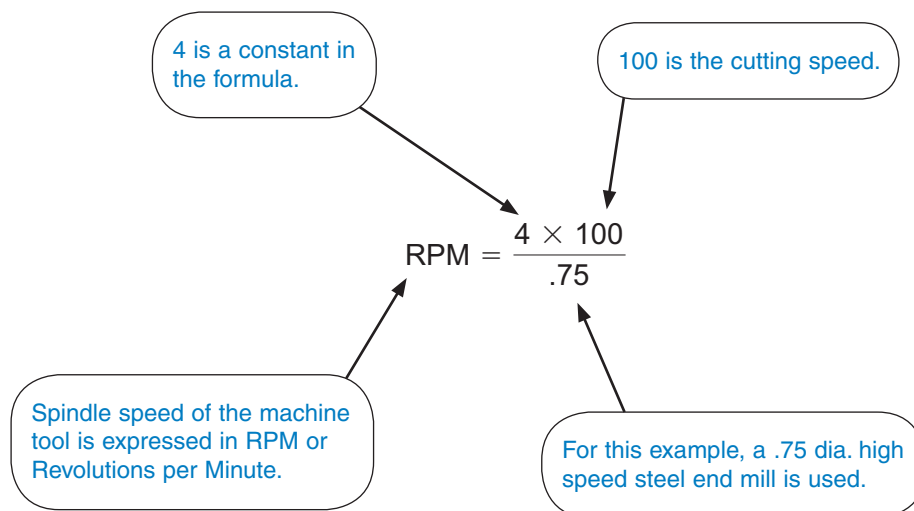 4 is a constant in
the formula.
100 is the cutting speed.
RPM = 4 × 100
.75
Spindle speed of the machine
tool is expressed in RPM or
Revolutions per Minute.
For this example, a .75 dia. high
speed steel end mill is used.